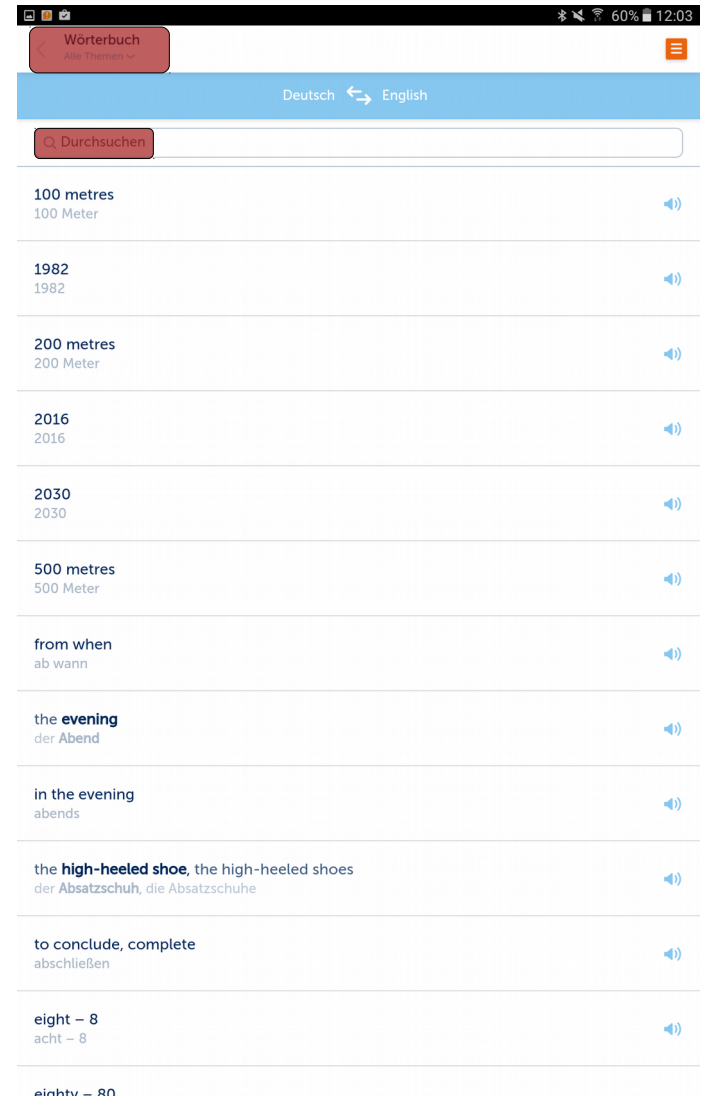 60% 12:03
Wörterbuch
Alle Themen
Deutsch English
Durchsuchen
100 metres
100 Meter
1982
1982
200 metres
200 Meter
2016
2016
2030
2030
500 metres
500 Meter
from when
ab wann
the evening
der Abend
in the evening
abends
the high-heeled shoe, the high-heeled shoes
der Absatzschuh, die Absatzschuhe
to conclude, complete
abschließen
eight – 8
acht – 8
eighty – 80